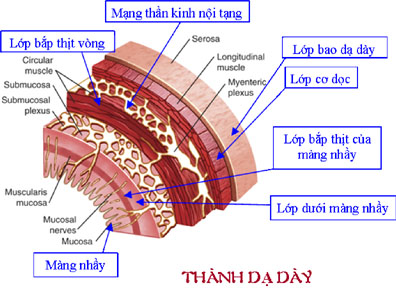 Mạng thần kinh nội tạng
Lớp bắp thịt vòng
Serosa
Lớp bao dạ dày
Circular
muscle
Longitudinal
muscle
Submucosa
Myenteric
plexus
Lớp cơ dọc
Submucosal
plexus
Lớp bắp thịt của
màng nhầy
Muscularis
mucosa
Mucosal
nerves
Lớp dưới màng nhầy
Mucosa
Màng nhầy
THÀNH DẠ DÀY